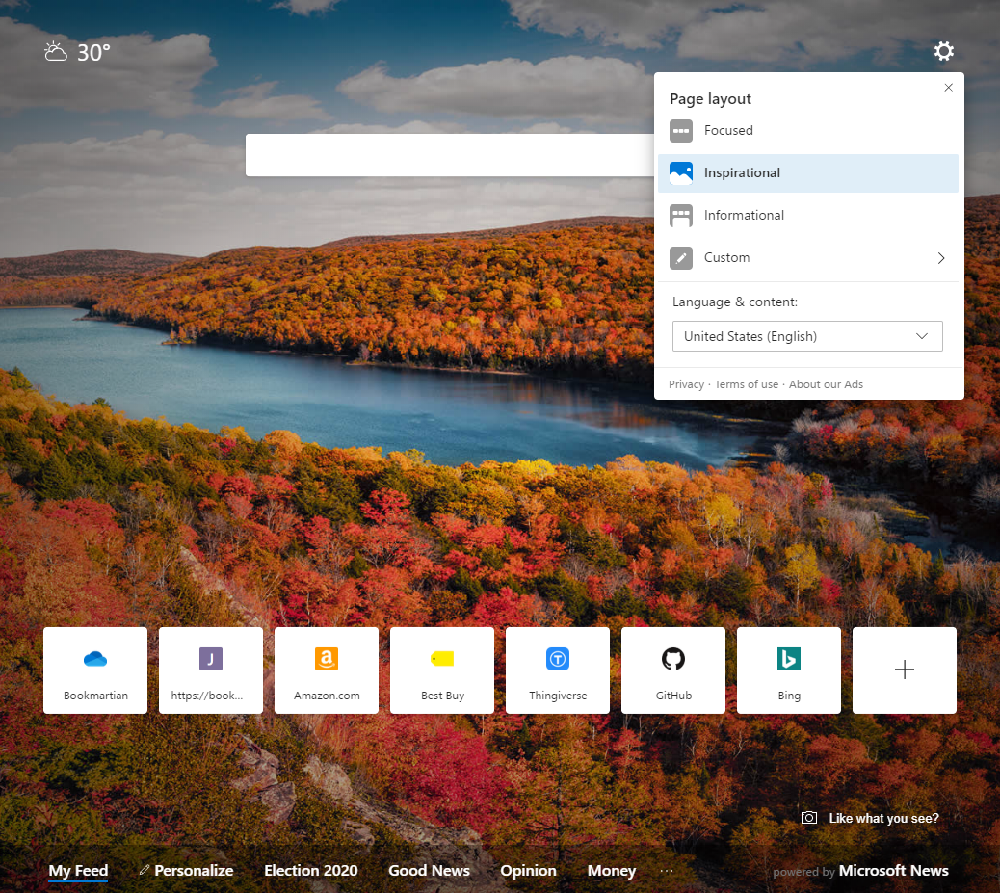 30°
Page layout
Focused
Inspirational
Informational
Custom
Language & content:
United States (English)
Privacy · Terms of use · About our Ads
J
a
T
b
Bookmartian https://book... Amazon.com Best Buy Thingiverse GitHub Bing
Like what you see?
My Feed Personalize Election 2020 Good News Opinion Money ... powered by Microsoft News